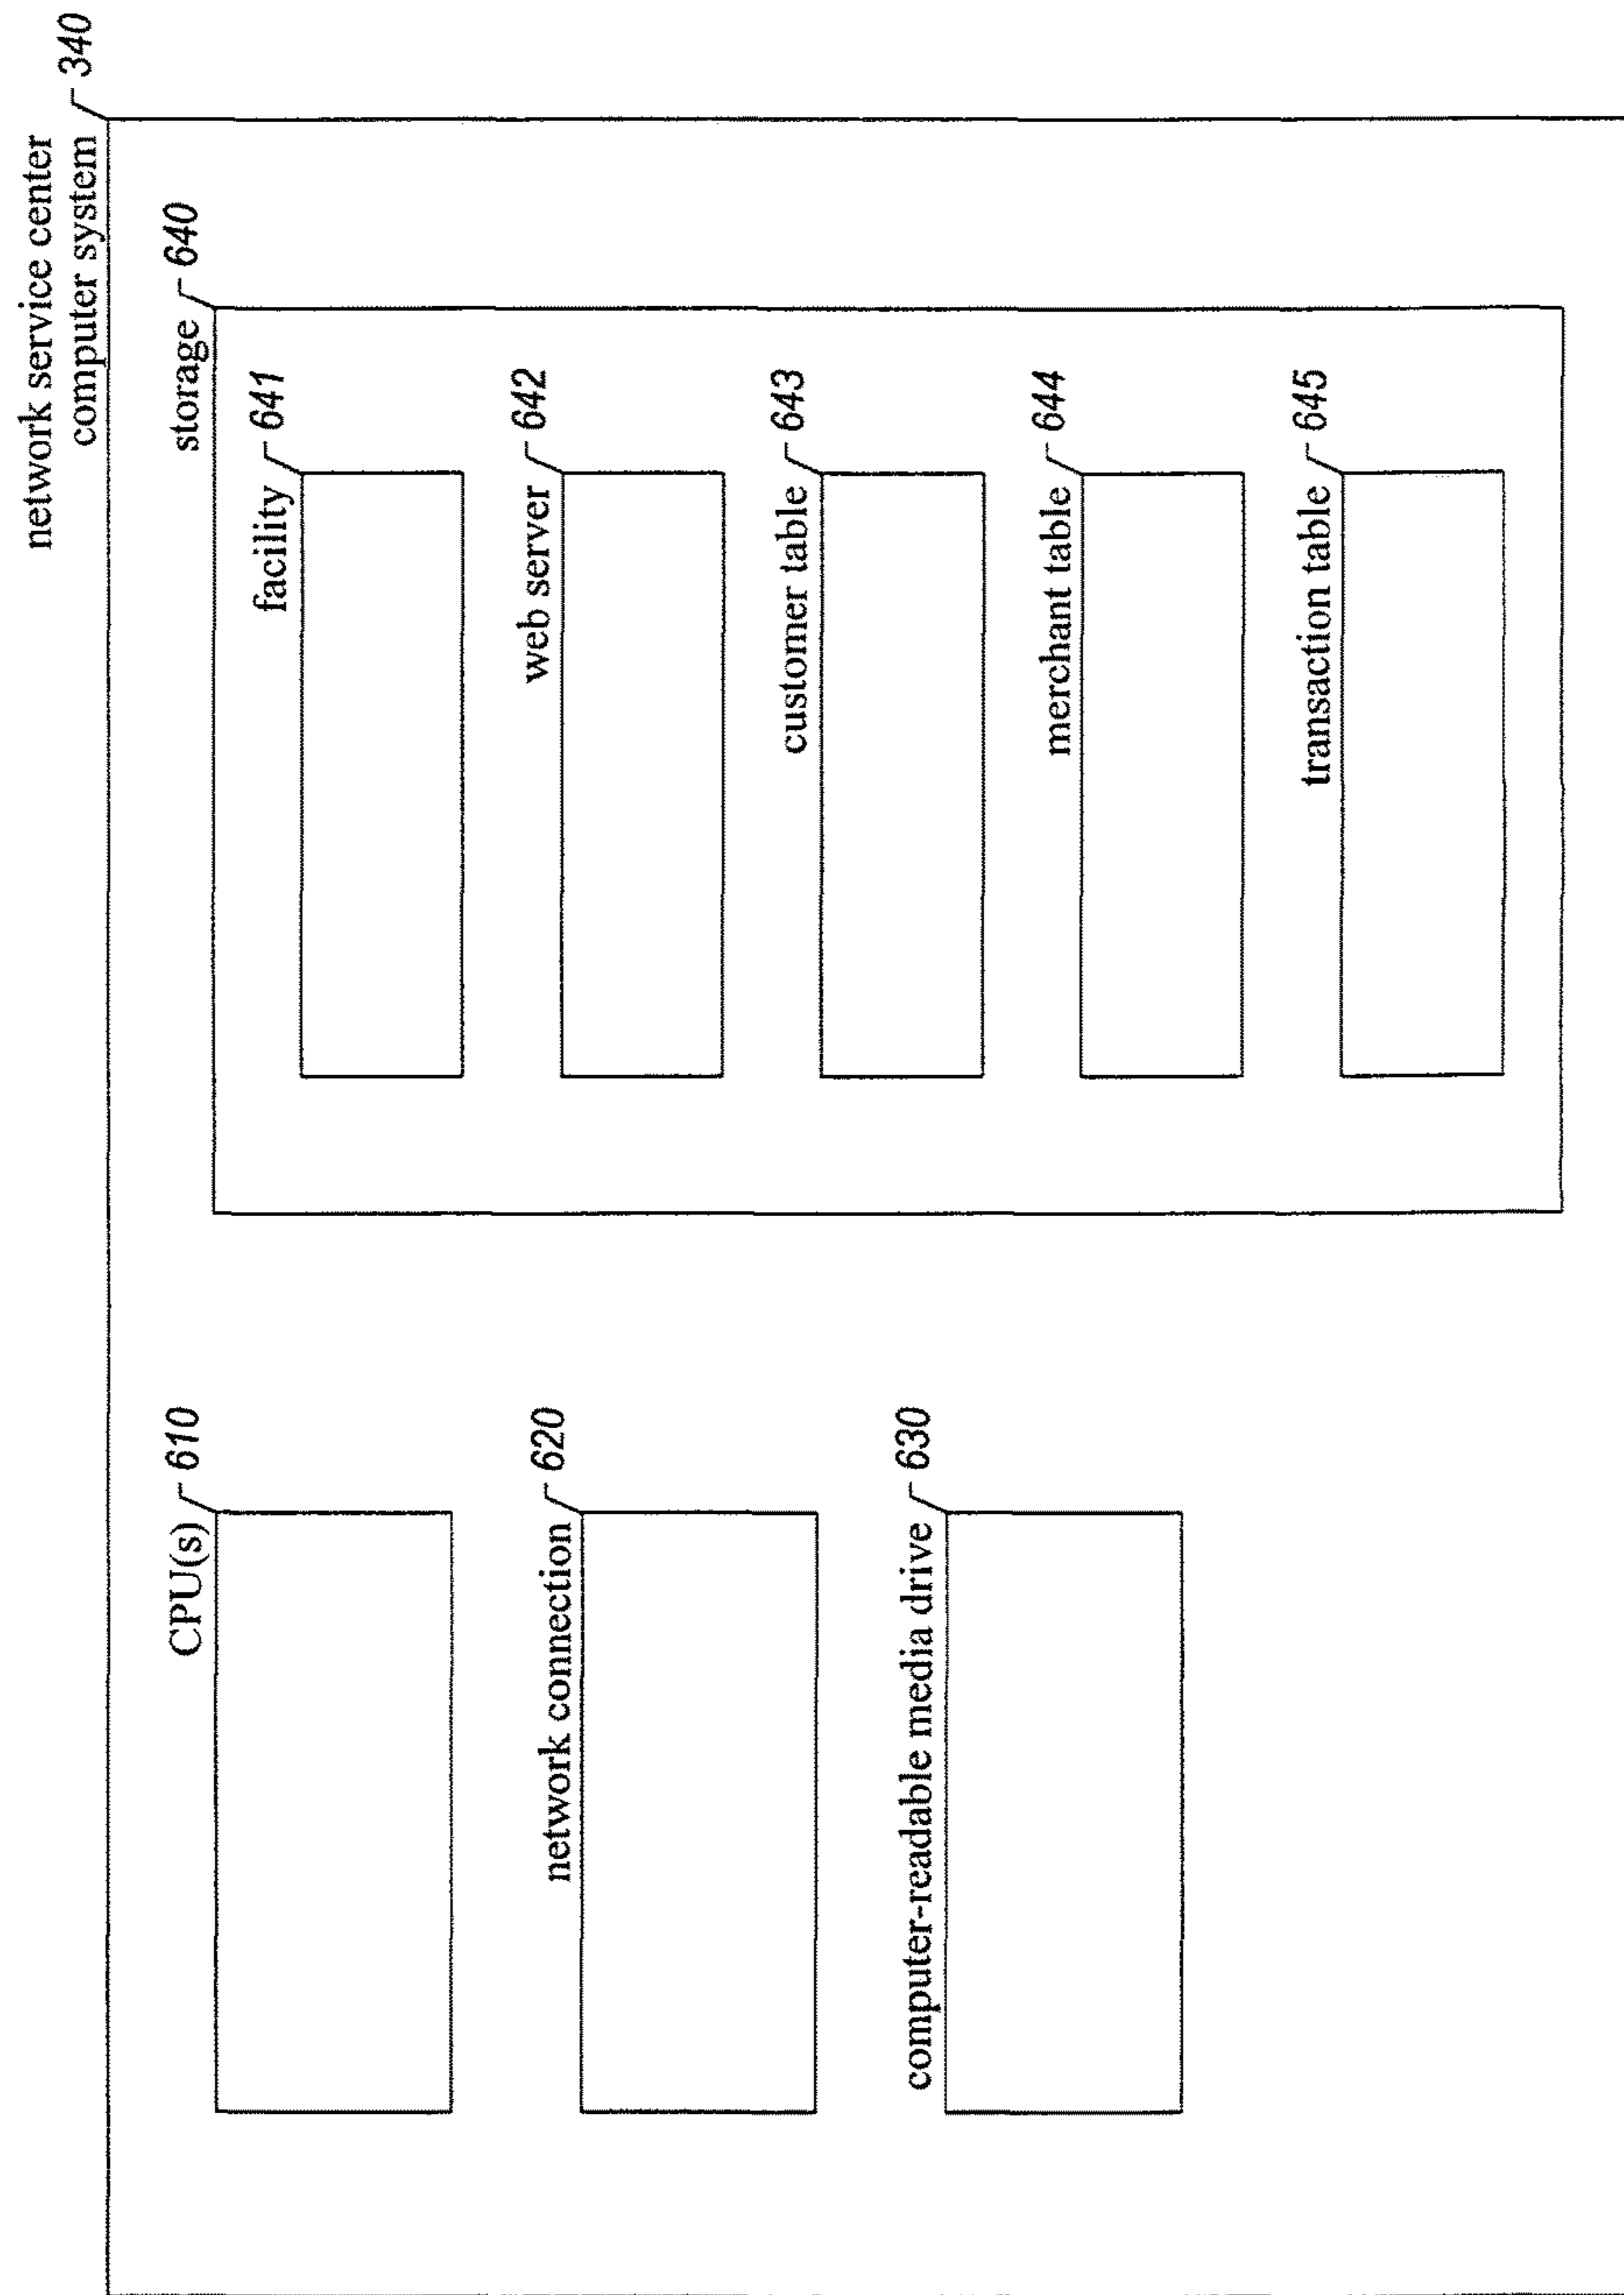 network service center
computer system 340
CPU(s) 610
network connection 620
computer-readable media drive 630
storage 640
facility 641
web server 642
customer table 643
merchant table 644
transaction table 645